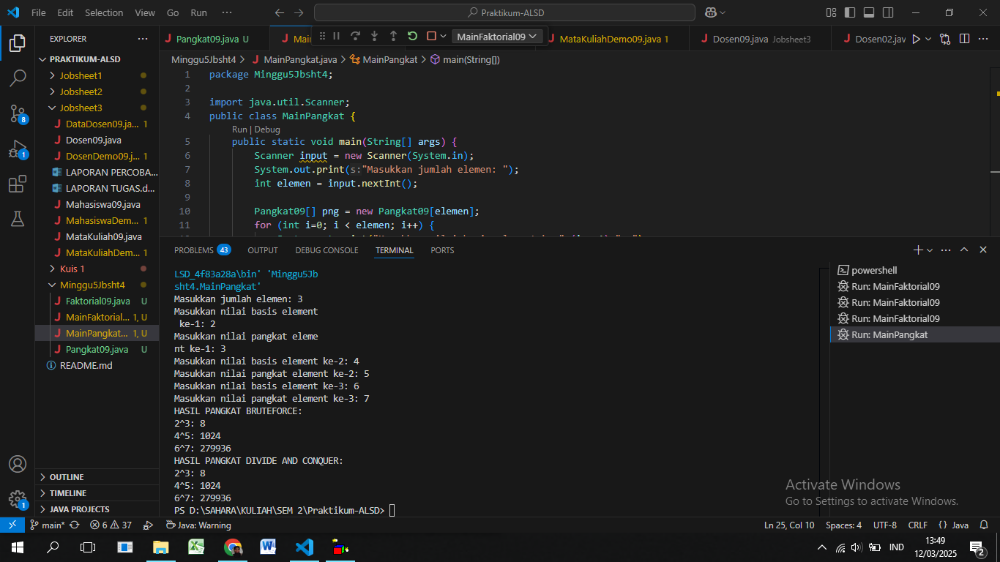 File Edit Selection View Go Run ··· Praktikum-ALSD
EXPLORER ···
PRAKTIKUM-ALSD
Jobsheet1
Jobsheet2
Jobsheet3
DataDosen09.ja... 1
Dosen09.java
DosenDemo09.j... 1
LAPORAN PERCOBA...
LAPORAN TUGAS.d...
Mahasiswa09.java
MahasiswaDem... 1
MataKuliah09.java
MataKuliahDem... 1
Kuis 1
Minggu5Jbsht4
Faktorial09.java U
MainFaktorial... 1, U
MainPangkat... 1, U
Pangkat09.java U
README.md
OUTLINE
TIMELINE
JAVA PROJECTS
8
1
1
Pangkat09.java U Mai MainFaktorial09 MataKuliahDemo09.java 1 Dosen09.java Jobsheet3 Dosen02.jav
Minggu5Jbsht4 > MainPangkat.java > MainPangkat > main(String[])
1 package Minggu5Jbsht4;
2
3 import java.util.Scanner;
4 public class MainPangkat {
Run | Debug
5 public static void main(String[] args) {
6 Scanner input = new Scanner(System.in);
7 System.out.print(s:"Masukkan jumlah elemen: ");
8 int elemen = input.nextInt();
9
10 Pangkat09[] png = new Pangkat09[elemen];
11 for (int i=0; i < elemen; i++) {
PROBLEMS 43 OUTPUT DEBUG CONSOLE TERMINAL PORTS
LSD_4f83a28a\bin' 'Minggu5Jb
sht4.MainPangkat'
Masukkan jumlah elemen: 3
Masukkan nilai basis element
ke-1: 2
Masukkan nilai pangkat eleme
nt ke-1: 3
Masukkan nilai basis element ke-2: 4
Masukkan nilai pangkat element ke-2: 5
Masukkan nilai basis element ke-3: 6
Masukkan nilai pangkat element ke-3: 7
HASIL PANGKAT BRUTEFORCE:
2^3: 8
4^5: 1024
6^7: 279936
HASIL PANGKAT DIVIDE AND CONQUER:
2^3: 8
4^5: 1024
6^7: 279936
PS D:\SAHARA\KULIAH\SEM 2\Praktikum-ALSD>
powershell
Run: MainFaktorial09
Run: MainFaktorial09
Run: MainFaktorial09
Run: MainPangkat
Activate Windows
Go to Settings to activate Windows.
main* 6 37 Java: Warning Ln 25, Col 10 Spaces: 4 UTF-8 CRLF {} Java
IND 13:49
12/03/2025 2